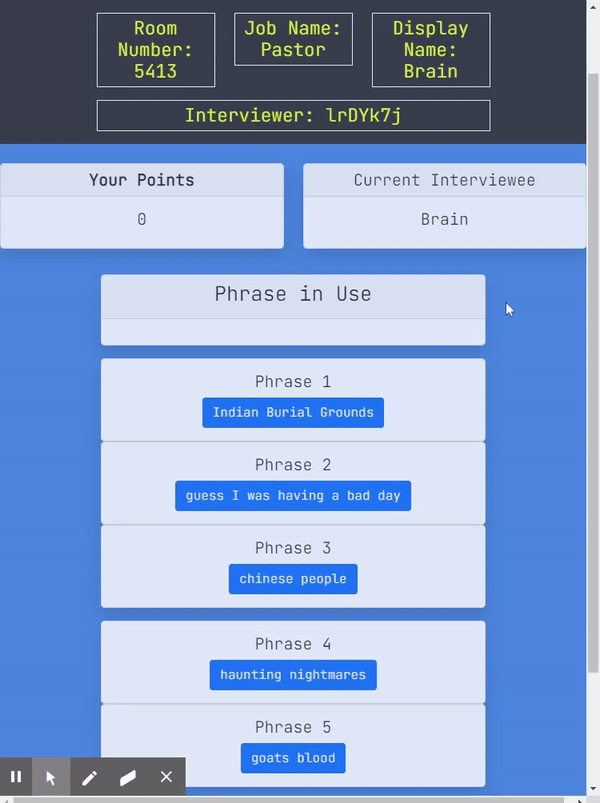 Room
Number:
5413
Job Name:
Pastor
Display
Name:
Brain
Interviewer: lrDYk7j
Your Points
0
Current Interviewee
Brain
Phrase in Use
Phrase 1
Indian Burial Grounds
Phrase 2
guess I was having a bad day
Phrase 3
chinese people
Phrase 4
haunting nightmares
Phrase 5
goats blood